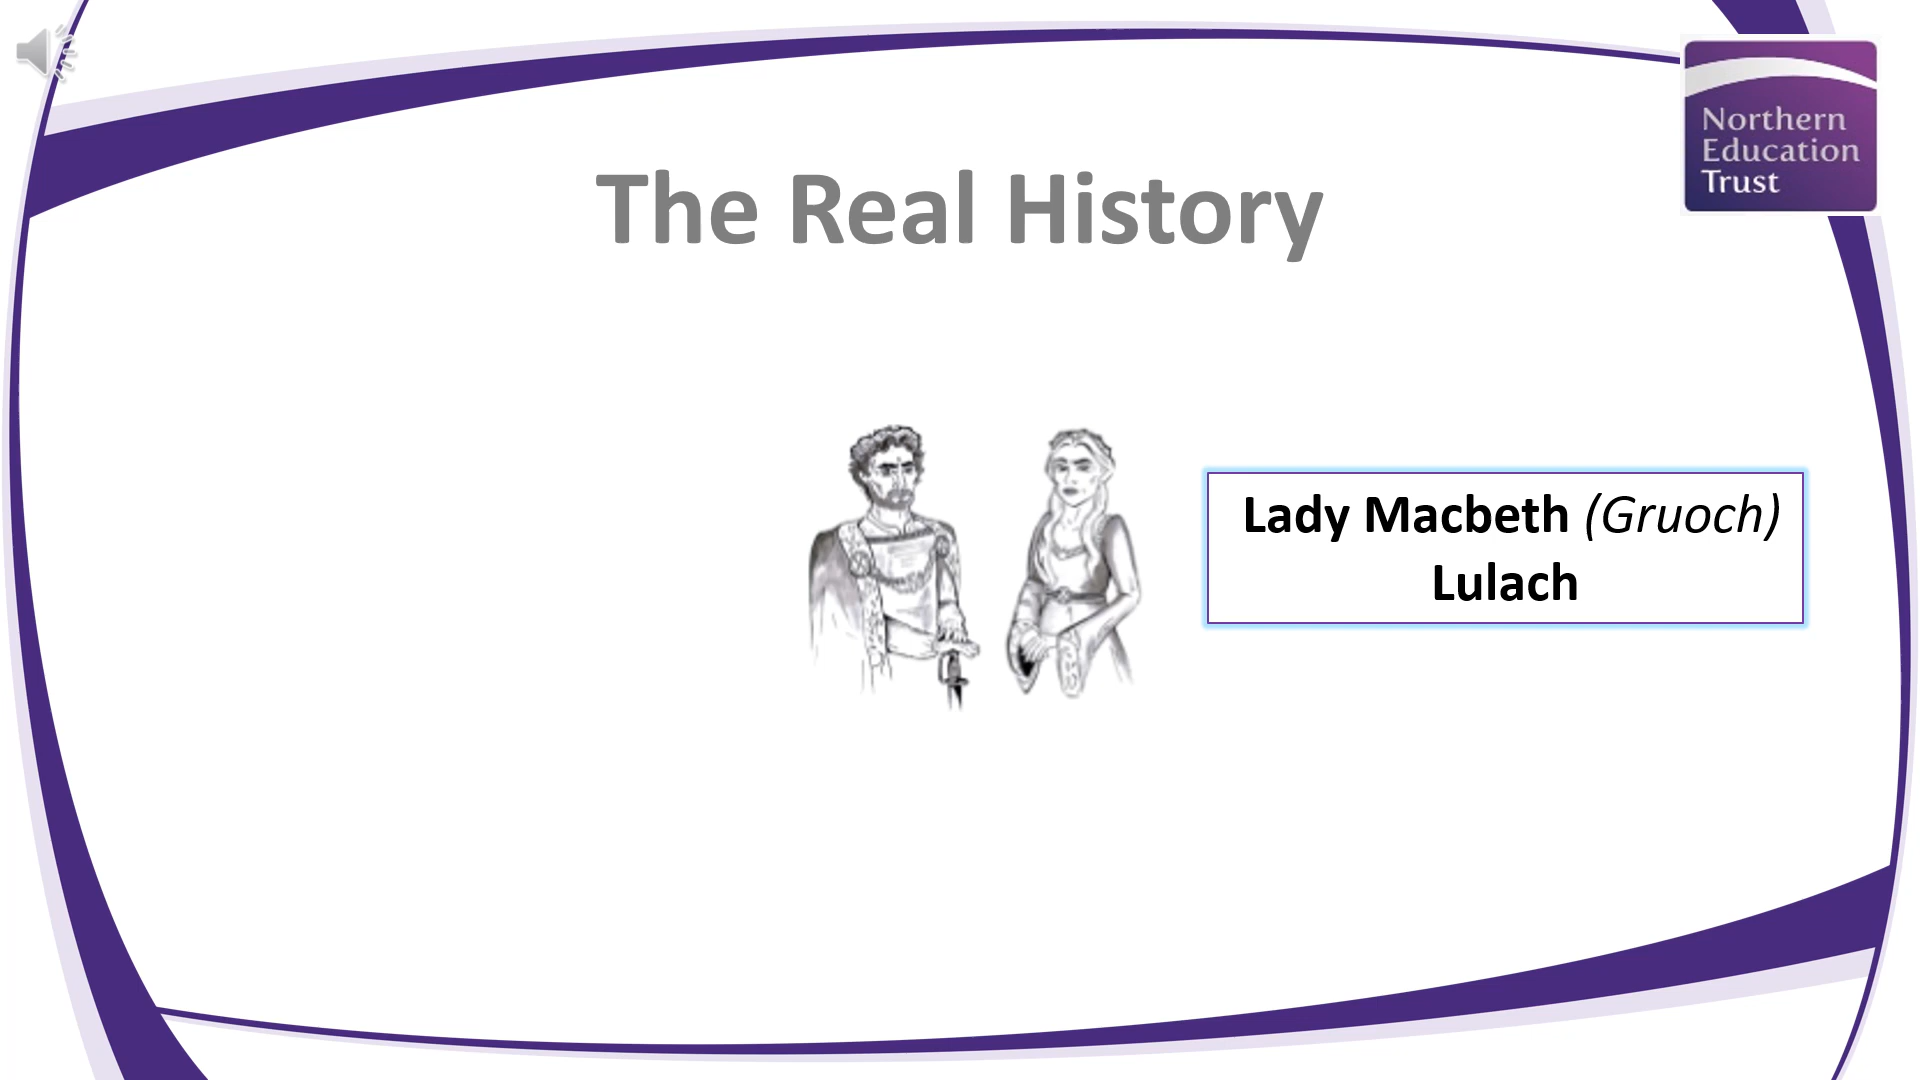 Northern
Education
Trust
The Real History
Lady Macbeth (Gruoch)
Lulach